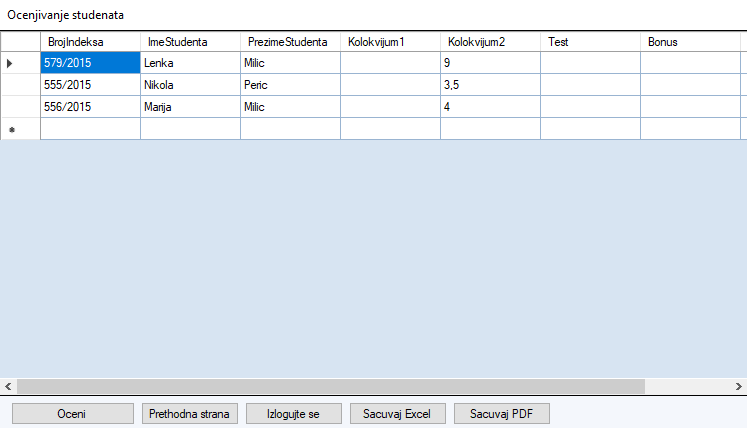 Ocenjivanje studenata
BrojIndeksa ImeStudenta PrezimeStudenta Kolokvijum1 Kolokvijum2 Test Bonus
579/2015 Lenka Milic 9
555/2015 Nikola Peric 3,5
556/2015 Marija Milic 4
Oceni Prethodna strana Izlogujte se Sacuvaj Excel Sacuvaj PDF